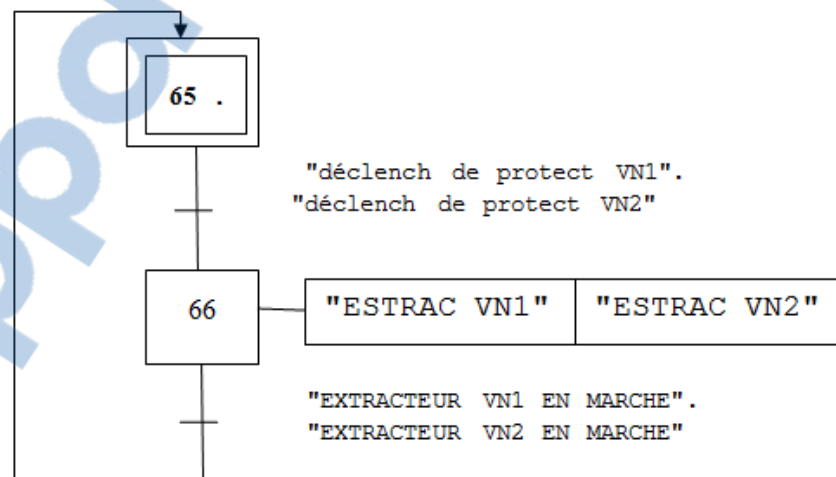 65 .
"déclench de protect VN1".
"déclench de protect VN2"
66
"ESTRAC VN1" "ESTRAC VN2"
"EXTRACTEUR VN1 EN MARCHE".
"EXTRACTEUR VN2 EN MARCHE"